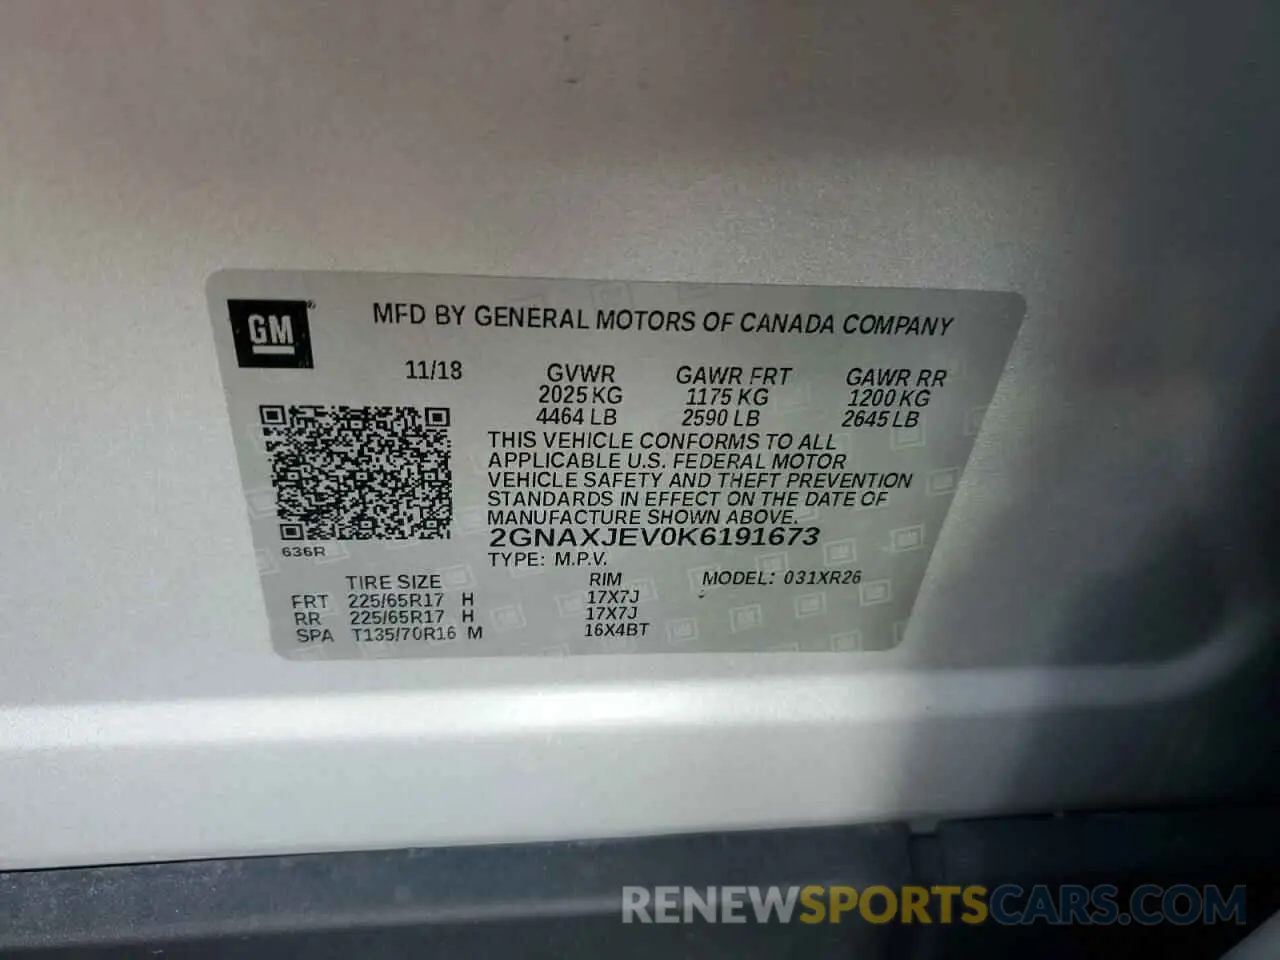 GM®
MFD BY GENERAL MOTORS OF CANADA COMPANY
11/18 GVWR GAWR FRT GAWR RR
2025 KG 1175 KG 1200 KG
4464 LB 2590 LB 2645 LB
THIS VEHICLE CONFORMS TO ALL
APPLICABLE U.S. FEDERAL MOTOR
VEHICLE SAFETY AND THEFT PREVENTION
STANDARDS IN EFFECT ON THE DATE OF
MANUFACTURE SHOWN ABOVE.
2GNAXJEV0K6191673
636R
TYPE: M.P.V.
TIRE SIZE RIM MODEL: 031XR26
FRT 225/65R17 H 17X7J
RR 225/65R17 H 17X7J
SPA T135/70R16 M 16X4BT
RENEWSPORTSCARS.COM